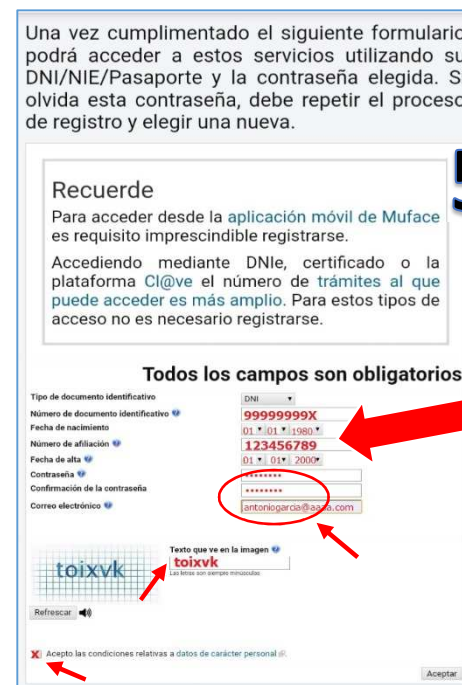 Una vez cumplimentado el siguiente formulario
podrá acceder a estos servicios utilizando su
DNI/NIE/Pasaporte y la contraseña elegida. S
olvida esta contraseña, debe repetir el proceso
de registro y elegir una nueva.
5
Recuerde
Para acceder desde la aplicación móvil de Muface
es requisito imprescindible registrarse.
Accediendo mediante DNIe, certificado o la
plataforma Cl@ve el número de trámites al que
puede acceder es más amplio. Para estos tipos de
acceso no es necesario registrarse.
Todos los campos son obligatorios
Tipo de documento identificativo DNI
Número de documento identificativo 99999999X
Fecha de nacimiento 01 01 1980
Número de afiliación 123456789
Fecha de alta 01 01 2000
Contraseña ••••••••
Confirmación de la contraseña ••••••••
Correo electrónico antoniogarcia@aaaa.com
Texto que ve en la imagen
toixvk toixvk
Las letras son siempre minúsculas
Refrescar
X Acepto las condiciones relativas a datos de carácter personal
Aceptar